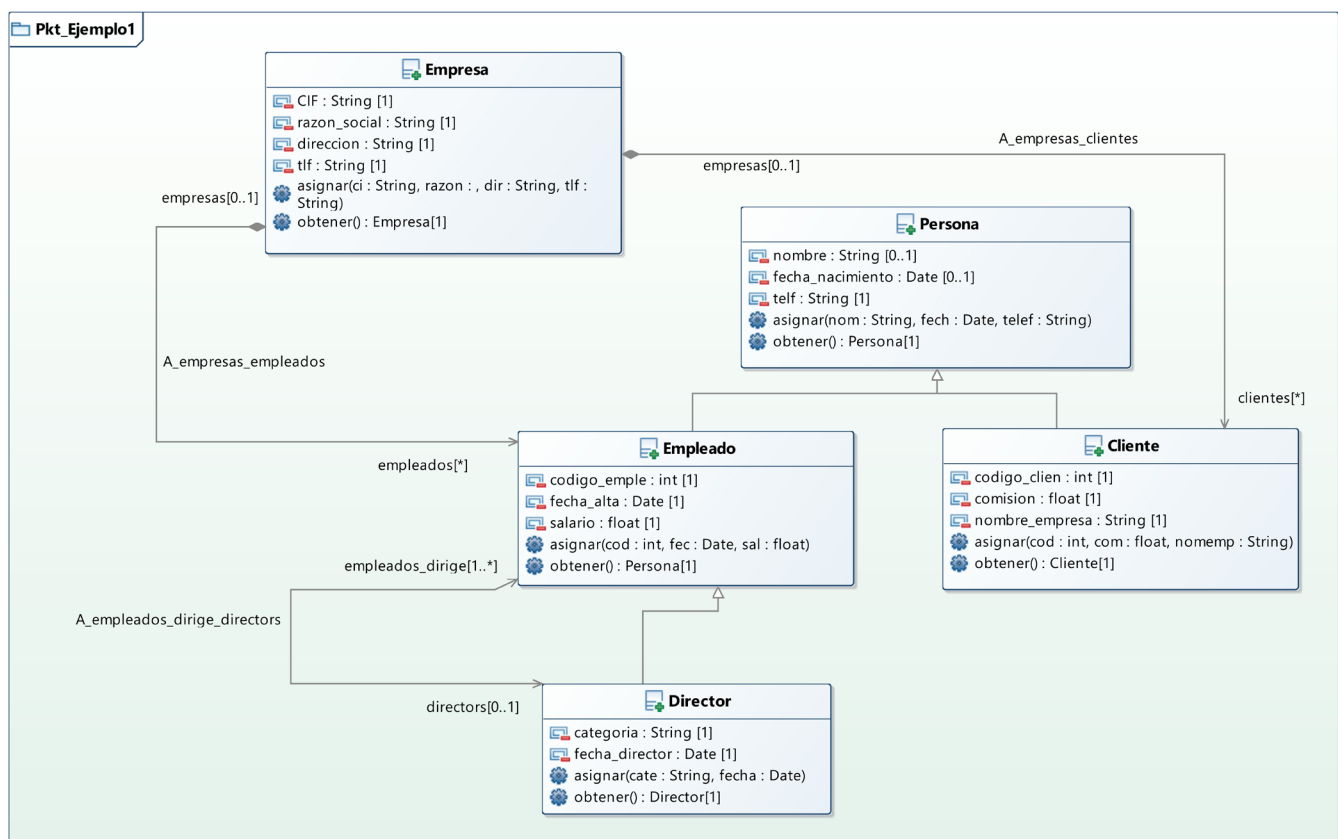 Pkt_Ejemplo1
Empresa
CIF : String [1]
razon_social : String [1]
direccion : String [1]
tlf : String [1]
asignar(ci : String, razon : , dir : String, tlf :
String)
obtener() : Empresa[1]
empresas[0..1]
A_empresas_clientes
empresas[0..1]
Persona
nombre : String [0..1]
fecha_nacimiento : Date [0..1]
telf : String [1]
asignar(nom : String, fech : Date, telef : String)
obtener() : Persona[1]
A_empresas_empleados
clientes[*]
empleados[*]
Empleado
codigo_emple : int [1]
fecha_alta : Date [1]
salario : float [1]
asignar(cod : int, fec : Date, sal : float)
obtener() : Persona[1]
Cliente
codigo_clien : int [1]
comision : float [1]
nombre_empresa : String [1]
asignar(cod : int, com : float, nomemp : String)
obtener() : Cliente[1]
empleados_dirige[1..*]
A_empleados_dirige_directors
directors[0..1]
Director
categoria : String [1]
fecha_director : Date [1]
asignar(cate : String, fecha : Date)
obtener() : Director[1]